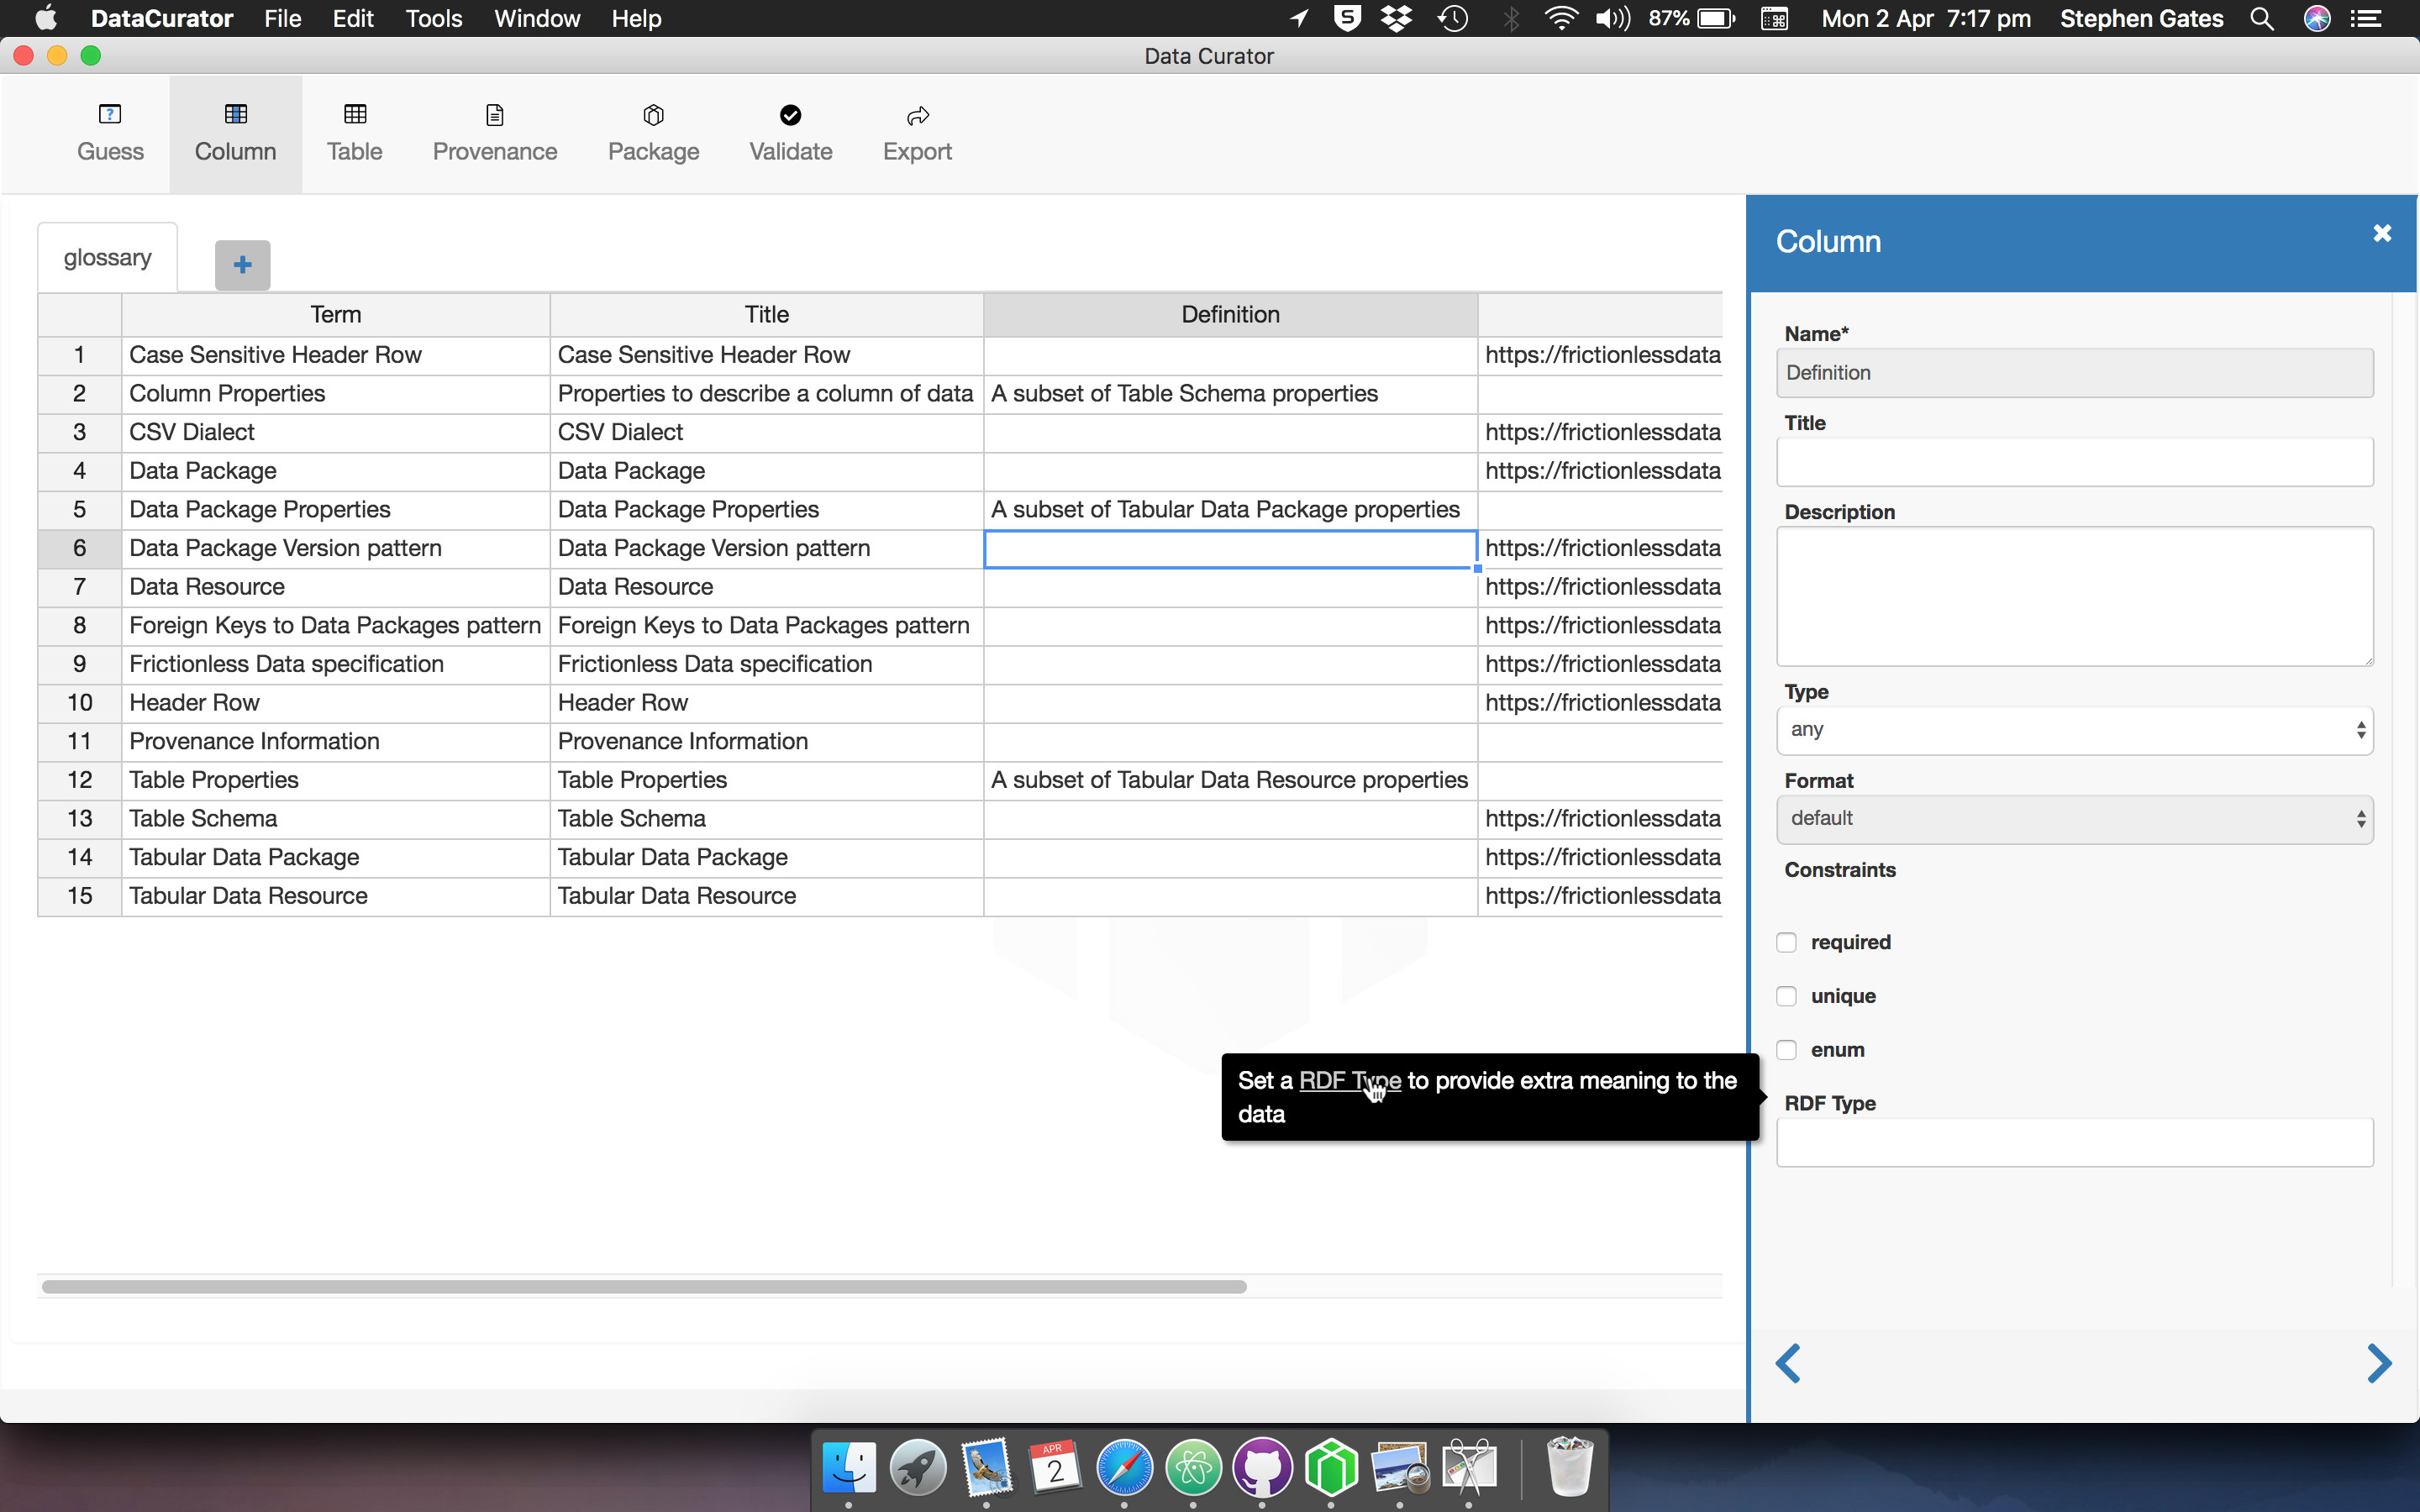 DataCurator File Edit Tools Window Help 87% Mon 2 Apr 7:17 pm Stephen Gates
Data Curator
Guess Column Table Provenance Package Validate Export
glossary
Term Title Definition
1 Case Sensitive Header Row Case Sensitive Header Row https://frictionlessdata
2 Column Properties Properties to describe a column of data A subset of Table Schema properties
3 CSV Dialect CSV Dialect https://frictionlessdata
4 Data Package Data Package https://frictionlessdata
5 Data Package Properties Data Package Properties A subset of Tabular Data Package properties
6 Data Package Version pattern Data Package Version pattern https://frictionlessdata
7 Data Resource Data Resource https://frictionlessdata
8 Foreign Keys to Data Packages pattern Foreign Keys to Data Packages pattern https://frictionlessdata
9 Frictionless Data specification Frictionless Data specification https://frictionlessdata
10 Header Row Header Row https://frictionlessdata
11 Provenance Information Provenance Information
12 Table Properties Table Properties A subset of Tabular Data Resource properties
13 Table Schema Table Schema https://frictionlessdata
14 Tabular Data Package Tabular Data Package https://frictionlessdata
15 Tabular Data Resource Tabular Data Resource https://frictionlessdata
Set a RDF Type to provide extra meaning to the
data
Column
Name*
Definition
Title
Description
Type
any
Format
default
Constraints
required
unique
enum
RDF Type
APR
2